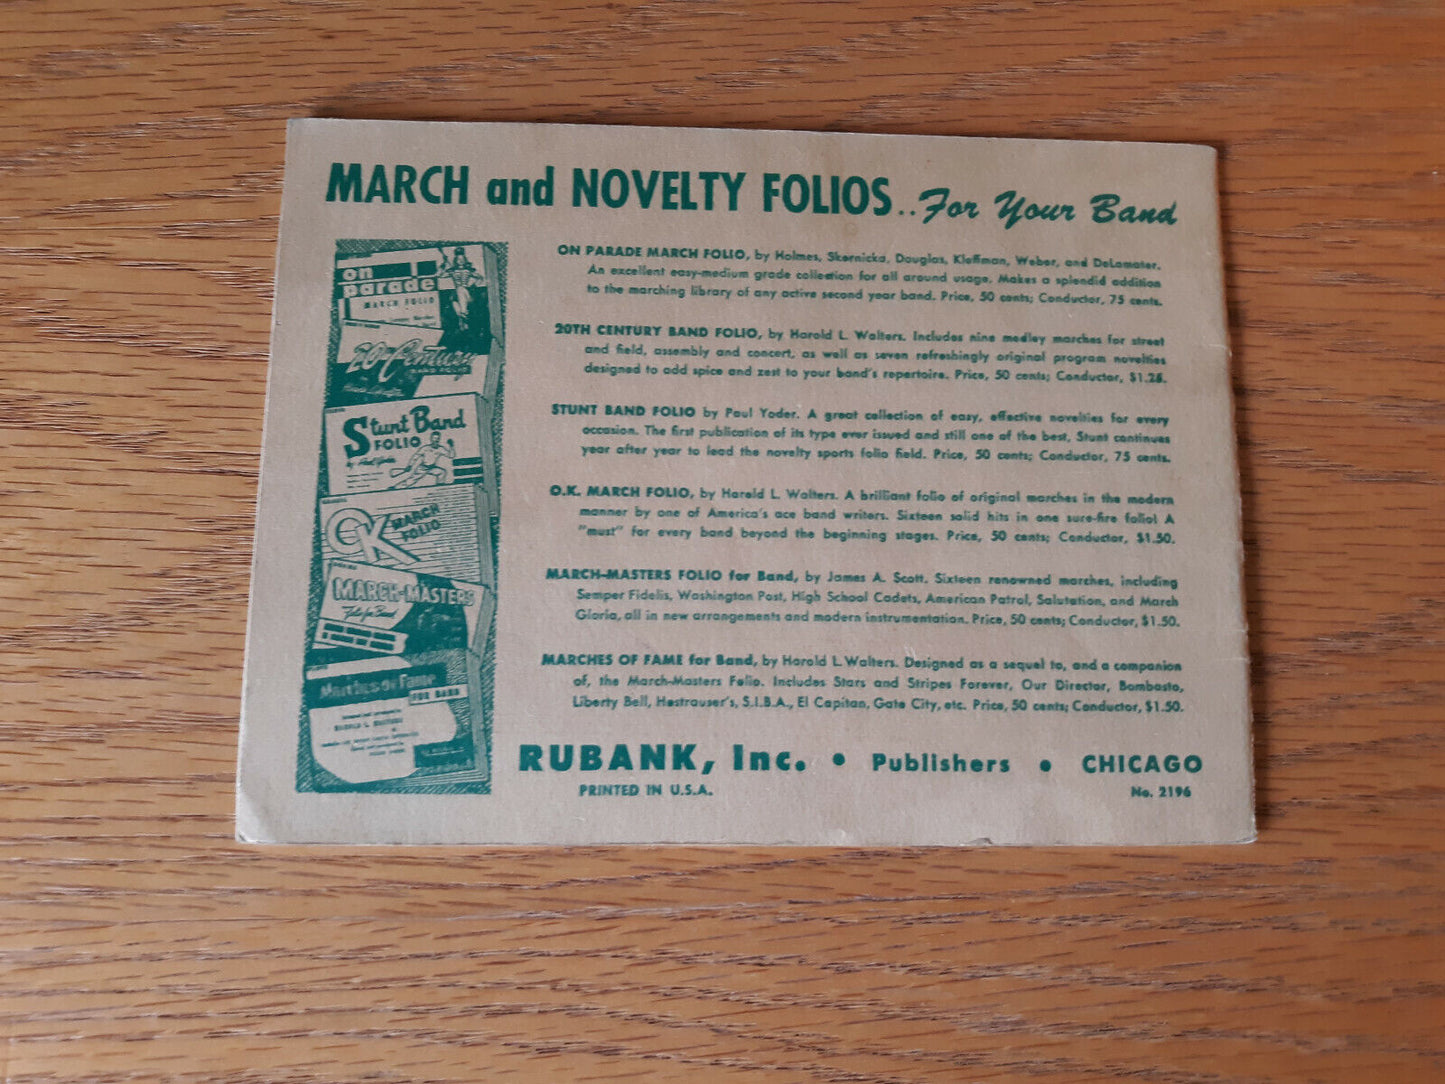 MARCH and NOVELTY FOLIOS..For Your Band
on
parade
MARCH FOLIO
20th Century
BAND FOLIO
Stunt Band
FOLIO
by Paul Yoder
OK
MARCH
FOLIO
MARCH-MASTERS
Folio for Band
Marches of Fame
FOR BAND
HAROLD L. WALTERS
ON PARADE MARCH FOLIO, by Holmes, Skornicka, Douglas, Kleffman, Weber, and DeLamater.
An excellent easy-medium grade collection for all around usage. Makes a splendid addition
to the marching library of any active second year band. Price, 50 cents; Conductor, 75 cents.
20TH CENTURY BAND FOLIO, by Harold L. Walters. Includes nine medley marches for street
and field, assembly and concert, as well as seven refreshingly original program novelties
designed to add spice and zest to your band's repertoire. Price, 50 cents; Conductor, $1.25.
STUNT BAND FOLIO by Paul Yoder. A great collection of easy, effective novelties for every
occasion. The first publication of its type ever issued and still one of the best, Stunt continues
year after year to lead the novelty sports folio field. Price, 50 cents; Conductor, 75 cents.
O.K. MARCH FOLIO, by Harold L. Walters. A brilliant folio of original marches in the modern
manner by one of America's ace band writers. Sixteen solid hits in one sure-fire folio! A
"must" for every band beyond the beginning stages. Price, 50 cents; Conductor, $1.50.
MARCH-MASTERS FOLIO for Band, by James A. Scott. Sixteen renowned marches, including
Semper Fidelis, Washington Post, High School Cadets, American Patrol, Salutation, and March
Gloria, all in new arrangements and modern instrumentation. Price, 50 cents; Conductor, $1.50.
MARCHES OF FAME for Band, by Harold L. Walters. Designed as a sequel to, and a companion
of, the March-Masters Folio. Includes Stars and Stripes Forever, Our Director, Bombasto,
Liberty Bell, Hostrauser's, S.I.B.A., El Capitan, Gate City, etc. Price, 50 cents; Conductor, $1.50.
RUBANK, Inc. • Publishers • CHICAGO
PRINTED IN U.S.A.
No. 2196